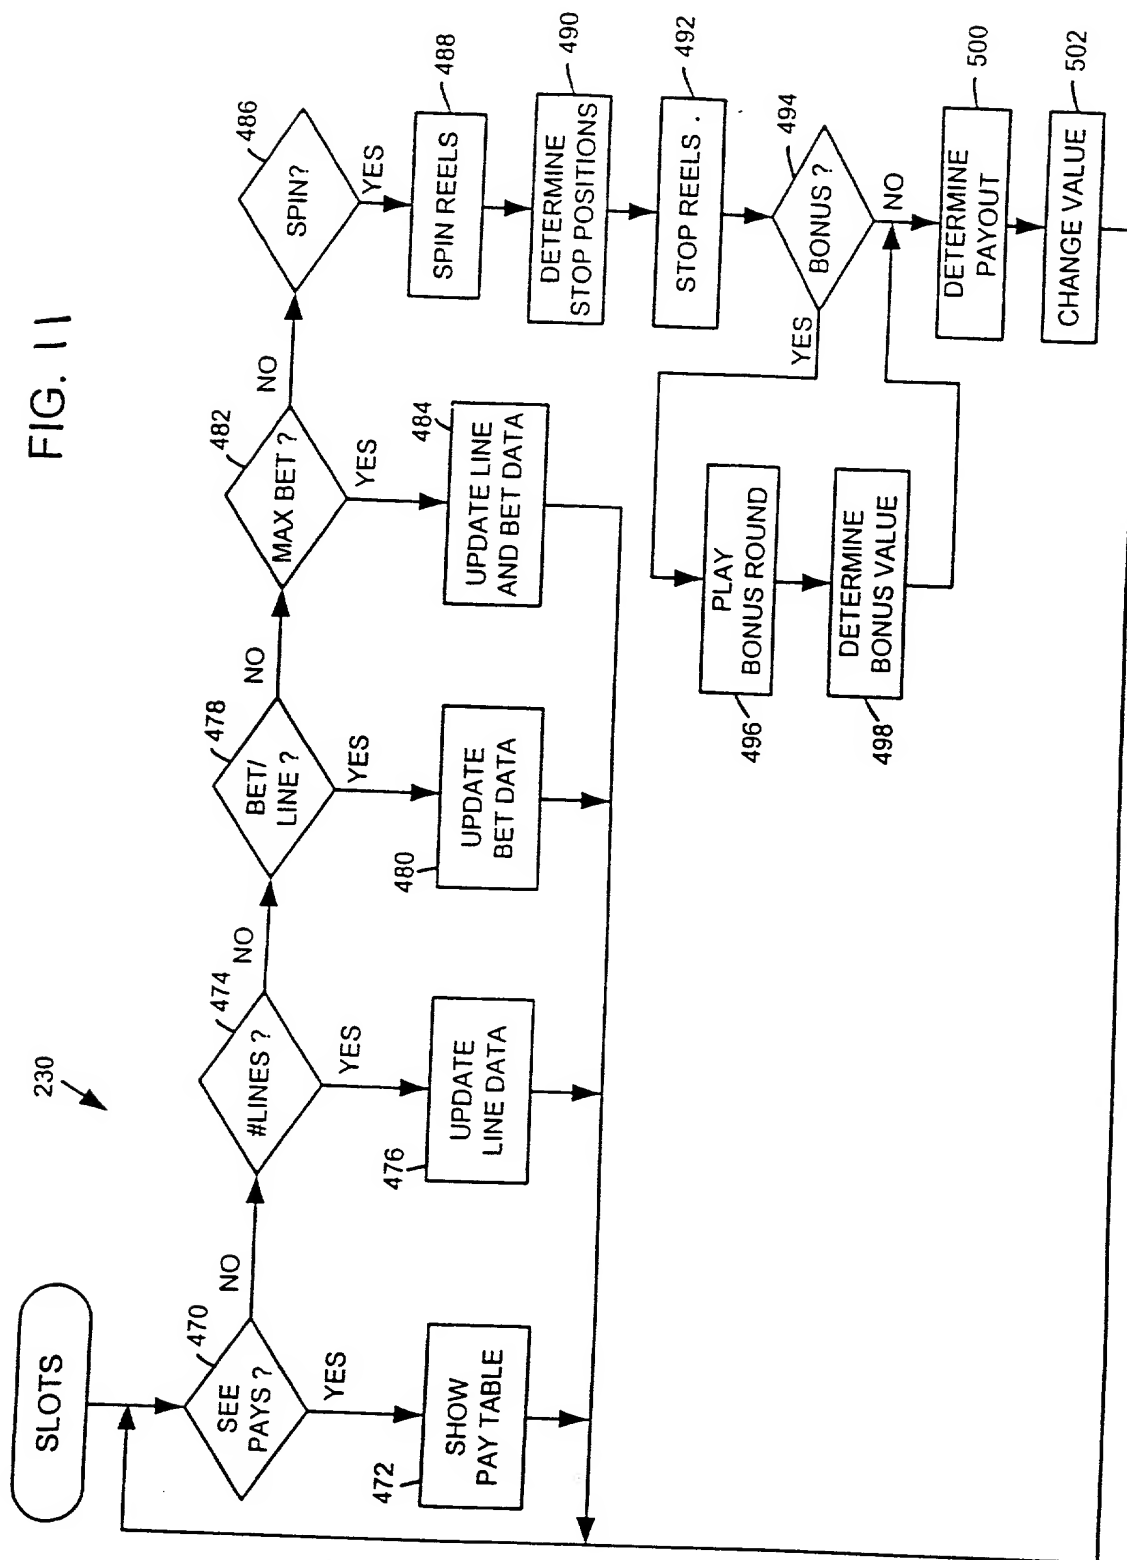 FIG. 11
230
SLOTS
470
SEE
PAYS ?
NO
YES
472
SHOW
PAY TABLE
474
#LINES ?
NO
YES
476
UPDATE
LINE DATA
478
BET/
LINE ?
NO
YES
480
UPDATE
BET DATA
482
MAX BET ?
NO
YES
484
UPDATE LINE
AND BET DATA
486
SPIN?
YES
488
SPIN REELS
490
DETERMINE
STOP POSITIONS
492
STOP REELS .
494
BONUS ?
YES
NO
496
PLAY
BONUS ROUND
498
DETERMINE
BONUS VALUE
500
DETERMINE
PAYOUT
502
CHANGE VALUE